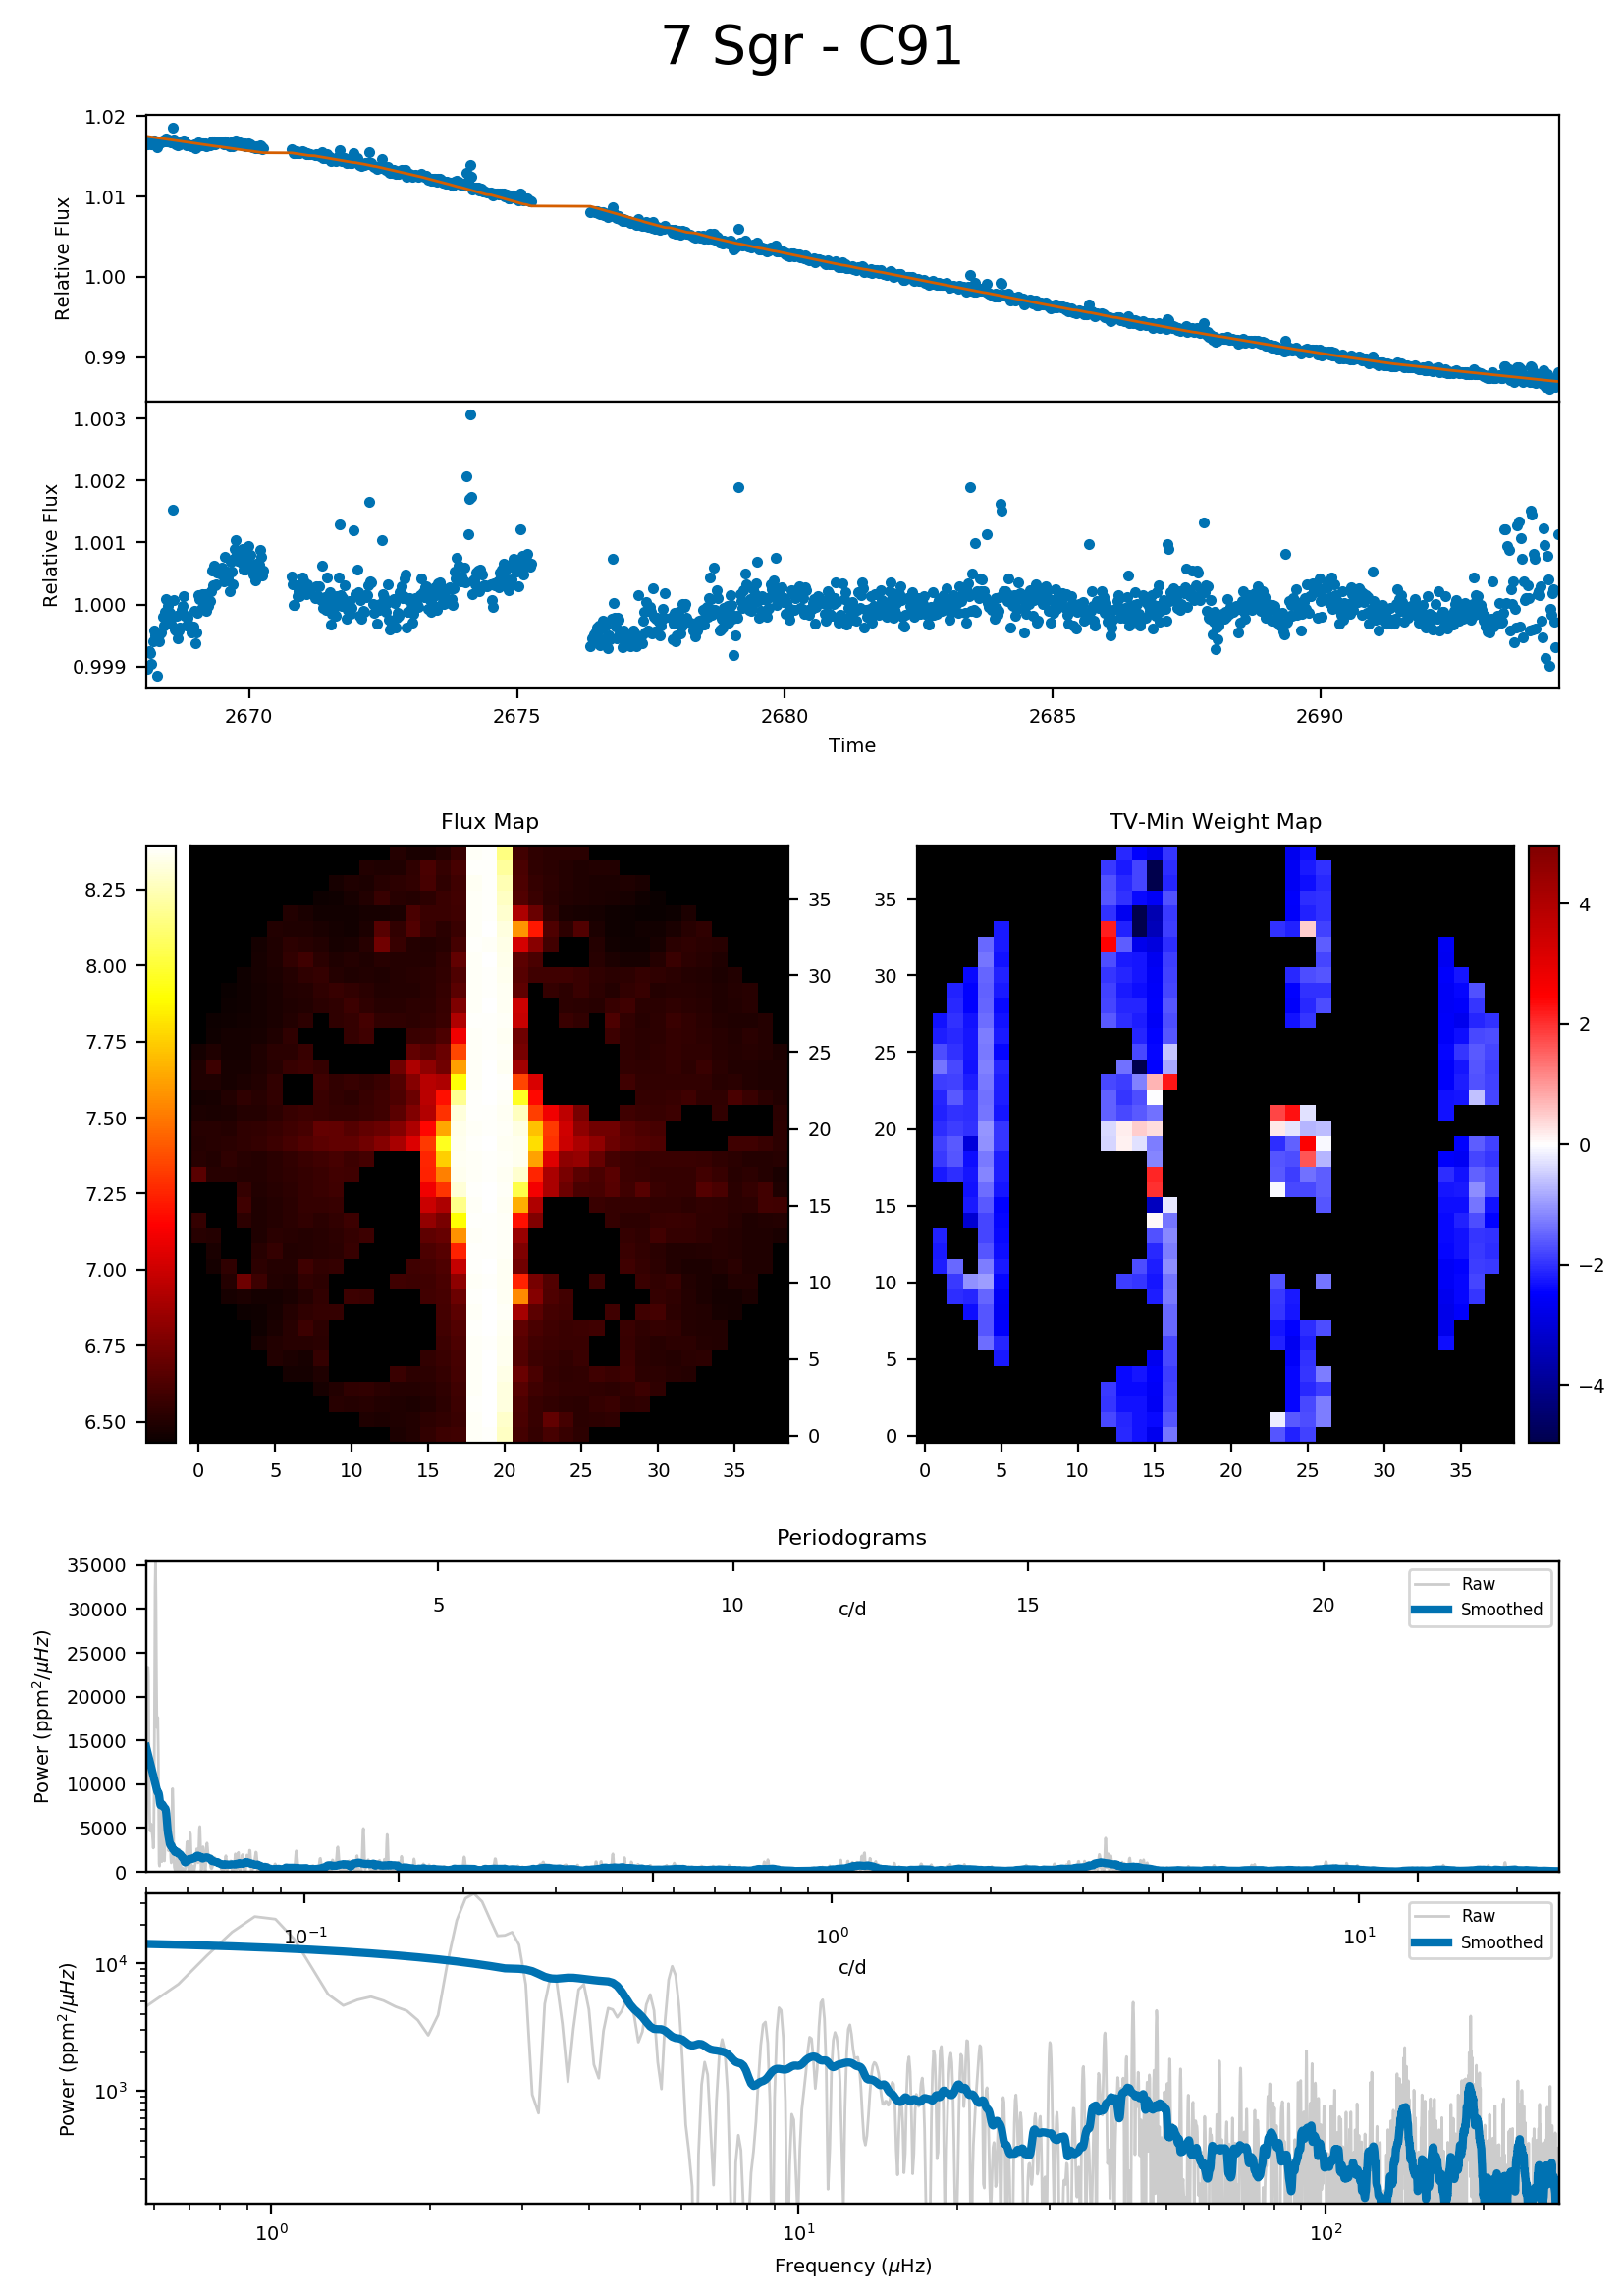 7 Sgr - C91
1.02
1.01
1.00
0.99
Relative Flux
1.003
1.002
1.001
1.000
0.999
Relative Flux
2670 2675 2680 2685 2690
Time
Flux Map
TV-Min Weight Map
8.25
8.00
7.75
7.50
7.25
7.00
6.75
6.50
35
30
25
20
15
10
5
0
0 5 10 15 20 25 30 35
35
30
25
20
15
10
5
0
0 5 10 15 20 25 30 35
4
2
0
−2
−4
Periodograms
35000
30000
25000
20000
15000
10000
5000
0
Power (ppm²/μHz)
5 10 15 20
c/d
Raw
Smoothed
10⁴
10³
Power (ppm²/μHz)
10⁻¹ 10⁰ 10¹
c/d
Raw
Smoothed
10⁰ 10¹ 10²
Frequency (μHz)